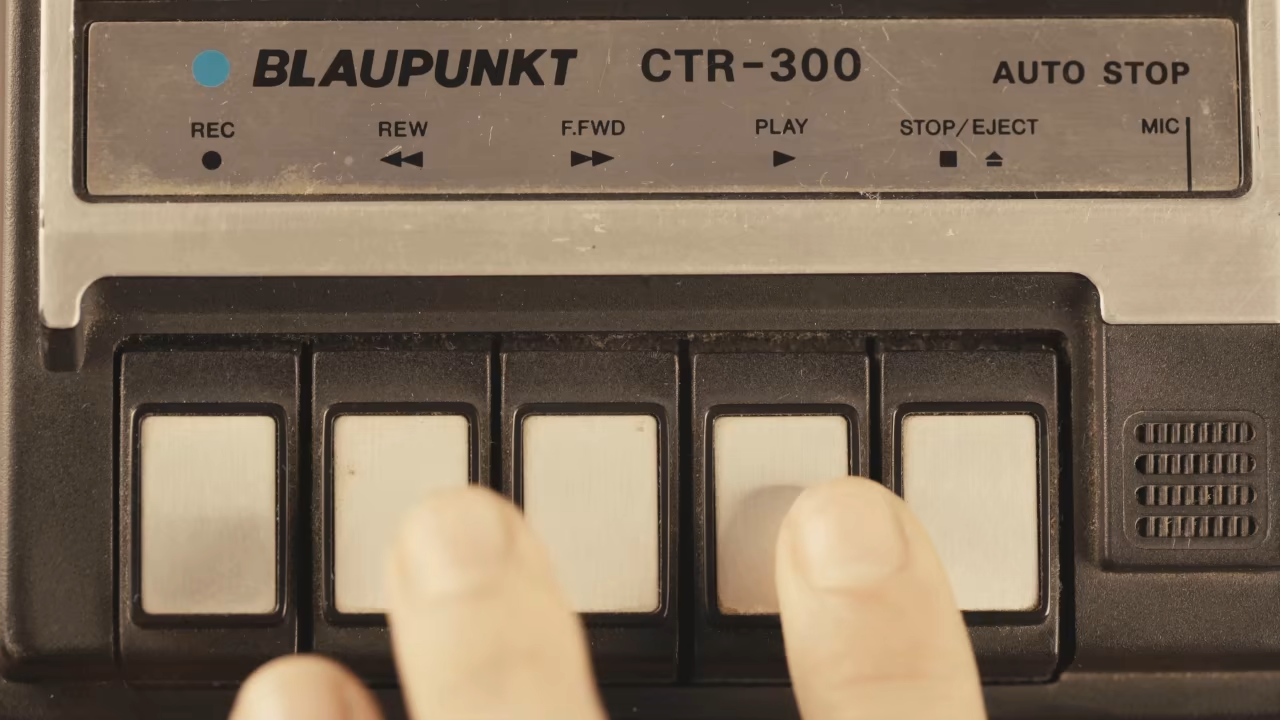 BLAUPUNKT CTR-300 AUTO STOP
REC REW F.FWD PLAY STOP/EJECT MIC